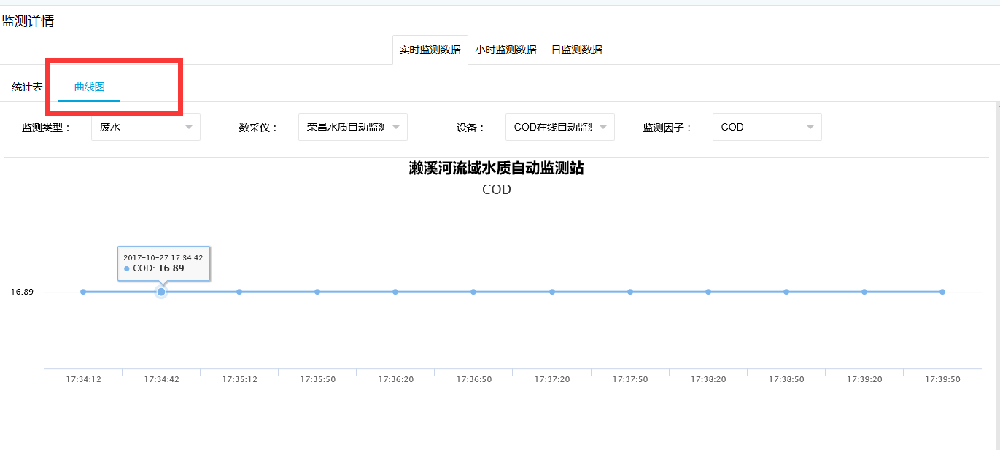 监测详情
实时监测数据 小时监测数据 日监测数据
统计表 曲线图
监测类型： 废水 数采仪： 荣昌水质自动监测 设备： COD在线自动监测 监测因子： COD
濑溪河流域水质自动监测站
COD
2017-10-27 17:34:42
COD: 16.89
16.89
17:34:12 17:34:42 17:35:12 17:35:50 17:36:20 17:36:50 17:37:20 17:37:50 17:38:20 17:38:50 17:39:20 17:39:50